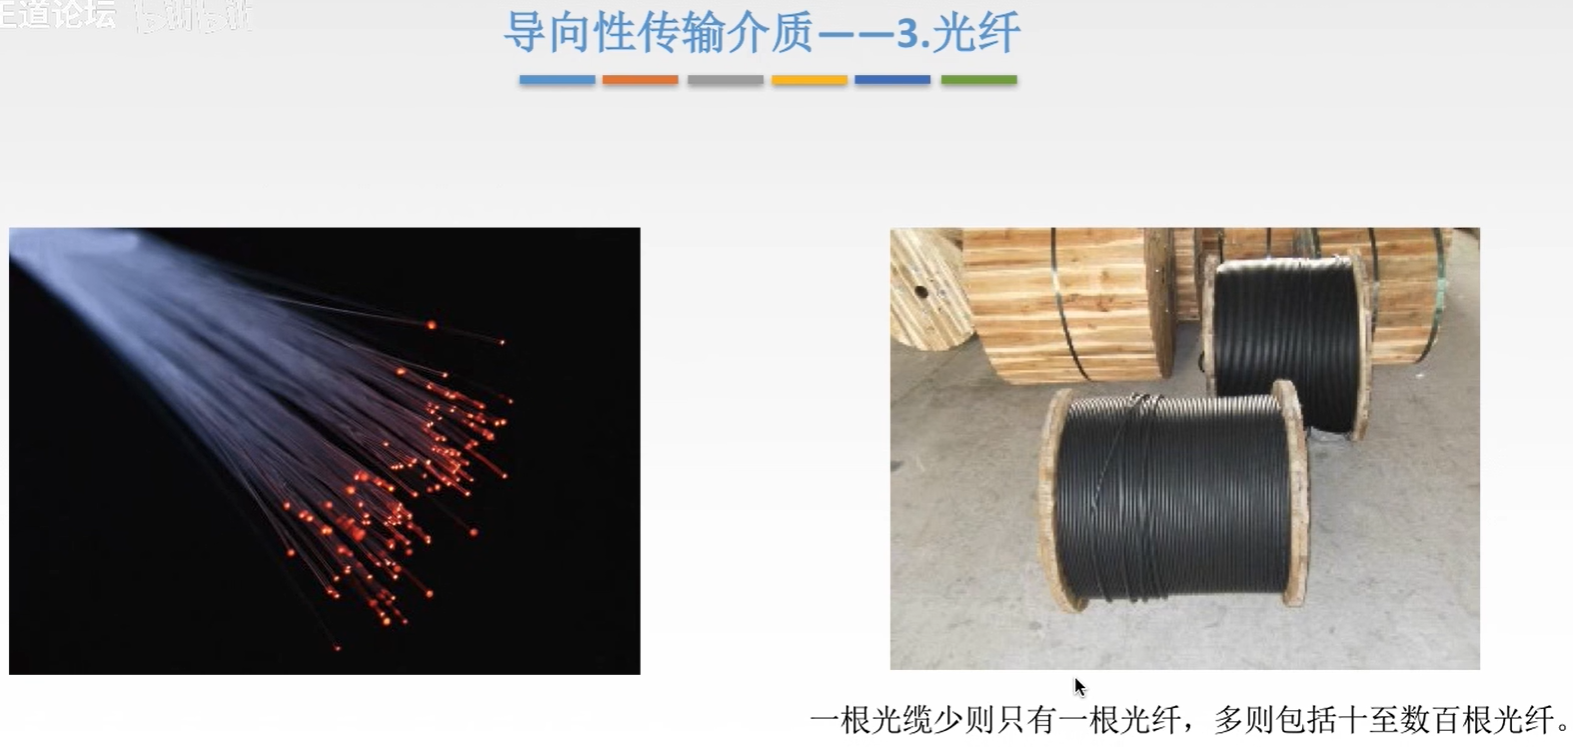 王道论坛 bilibili
导向性传输介质——3.光纤
一根光缆少则只有一根光纤，多则包括十至数百根光纤。